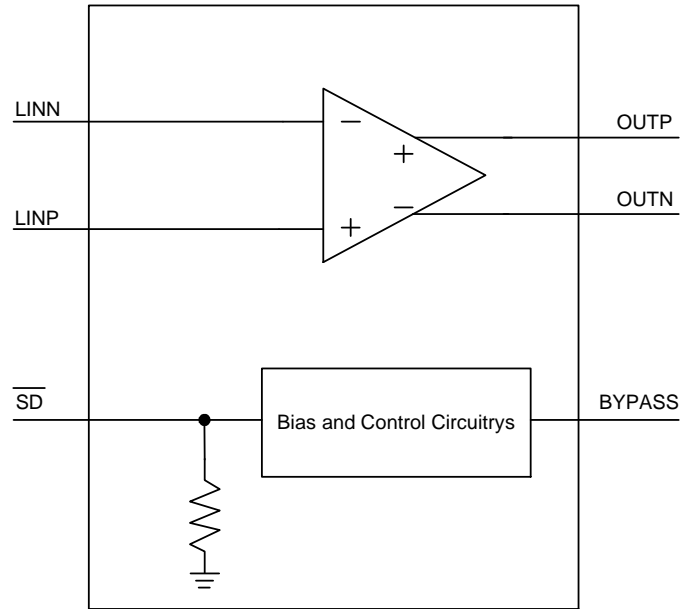 LINN
−
OUTP
+
LINP
+
−
OUTN
SD
Bias and Control Circuitrys
BYPASS